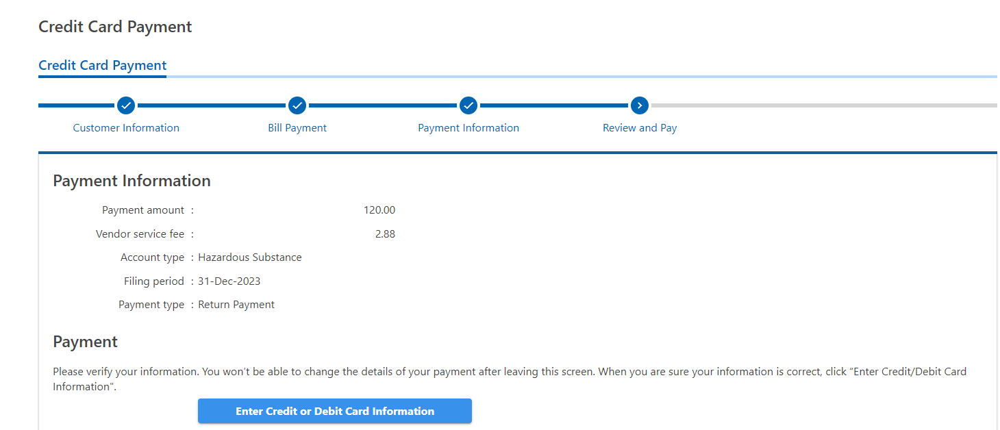 Credit Card Payment
Credit Card Payment
Customer Information
Bill Payment
Payment Information
Review and Pay
Payment Information
Payment amount : 120.00
Vendor service fee : 2.88
Account type : Hazardous Substance
Filing period : 31-Dec-2023
Payment type : Return Payment
Payment
Please verify your information. You won’t be able to change the details of your payment after leaving this screen. When you are sure your information is correct, click “Enter Credit/Debit Card
Information".
Enter Credit or Debit Card Information